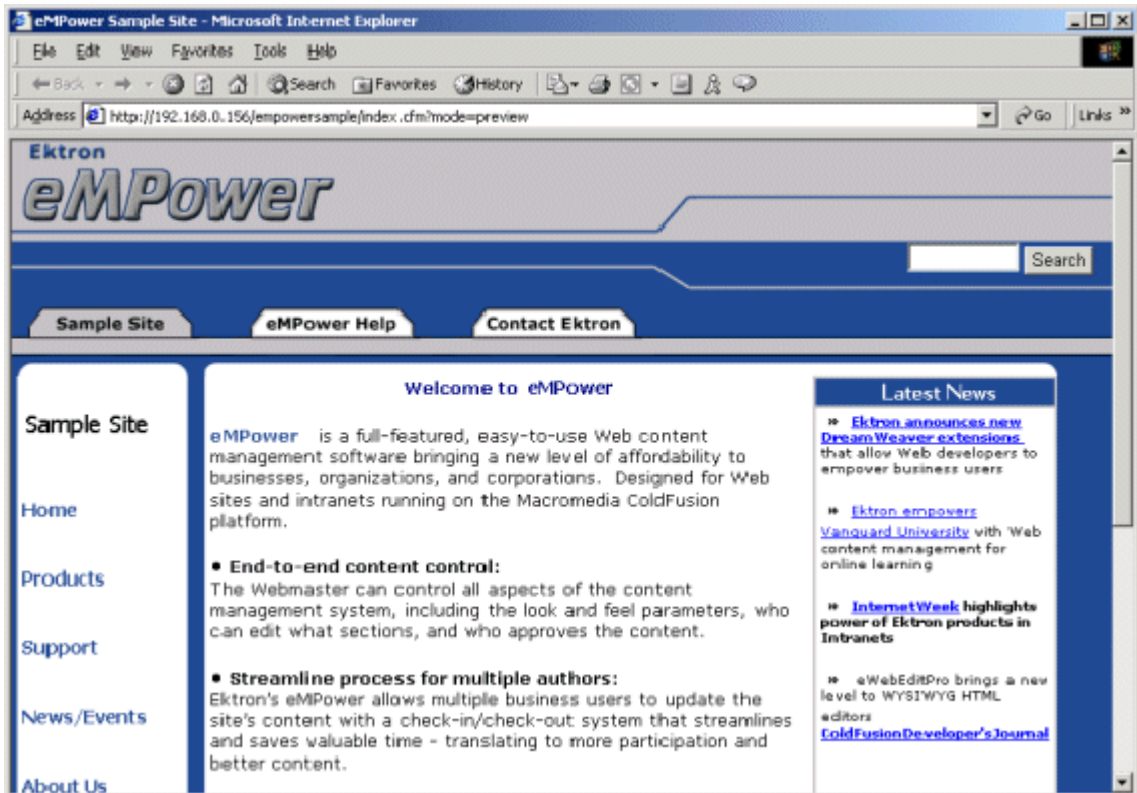 eMPower Sample Site - Microsoft Internet Explorer
File Edit View Favorites Tools Help
Back Search Favorites History
Address http://192.168.0.156/empowersample/index.cfm?mode=preview Go Links »
Ektron
eMPower
Search
Sample Site eMPower Help Contact Ektron
Sample Site
Home
Products
Support
News/Events
About Us
Welcome to eMPower
eMPower is a full-featured, easy-to-use Web content
management software bringing a new level of affordability to
businesses, organizations, and corporations. Designed for Web
sites and intranets running on the Macromedia ColdFusion
platform.
• End-to-end content control:
The Webmaster can control all aspects of the content
management system, including the look and feel parameters, who
can edit what sections, and who approves the content.
• Streamline process for multiple authors:
Ektron's eMPower allows multiple business users to update the
site's content with a check-in/check-out system that streamlines
and saves valuable time - translating to more participation and
better content.
Latest News
» Ektron announces new
DreamWeaver extensions
that allow Web developers to
empower business users
» Ektron empowers
Vanguard University with Web
content management for
online learning
» InternetWeek highlights
power of Ektron products in
Intranets
» eWebEditPro brings a new
level to WYSIWYG HTML
editors
ColdFusionDeveloper'sJournal